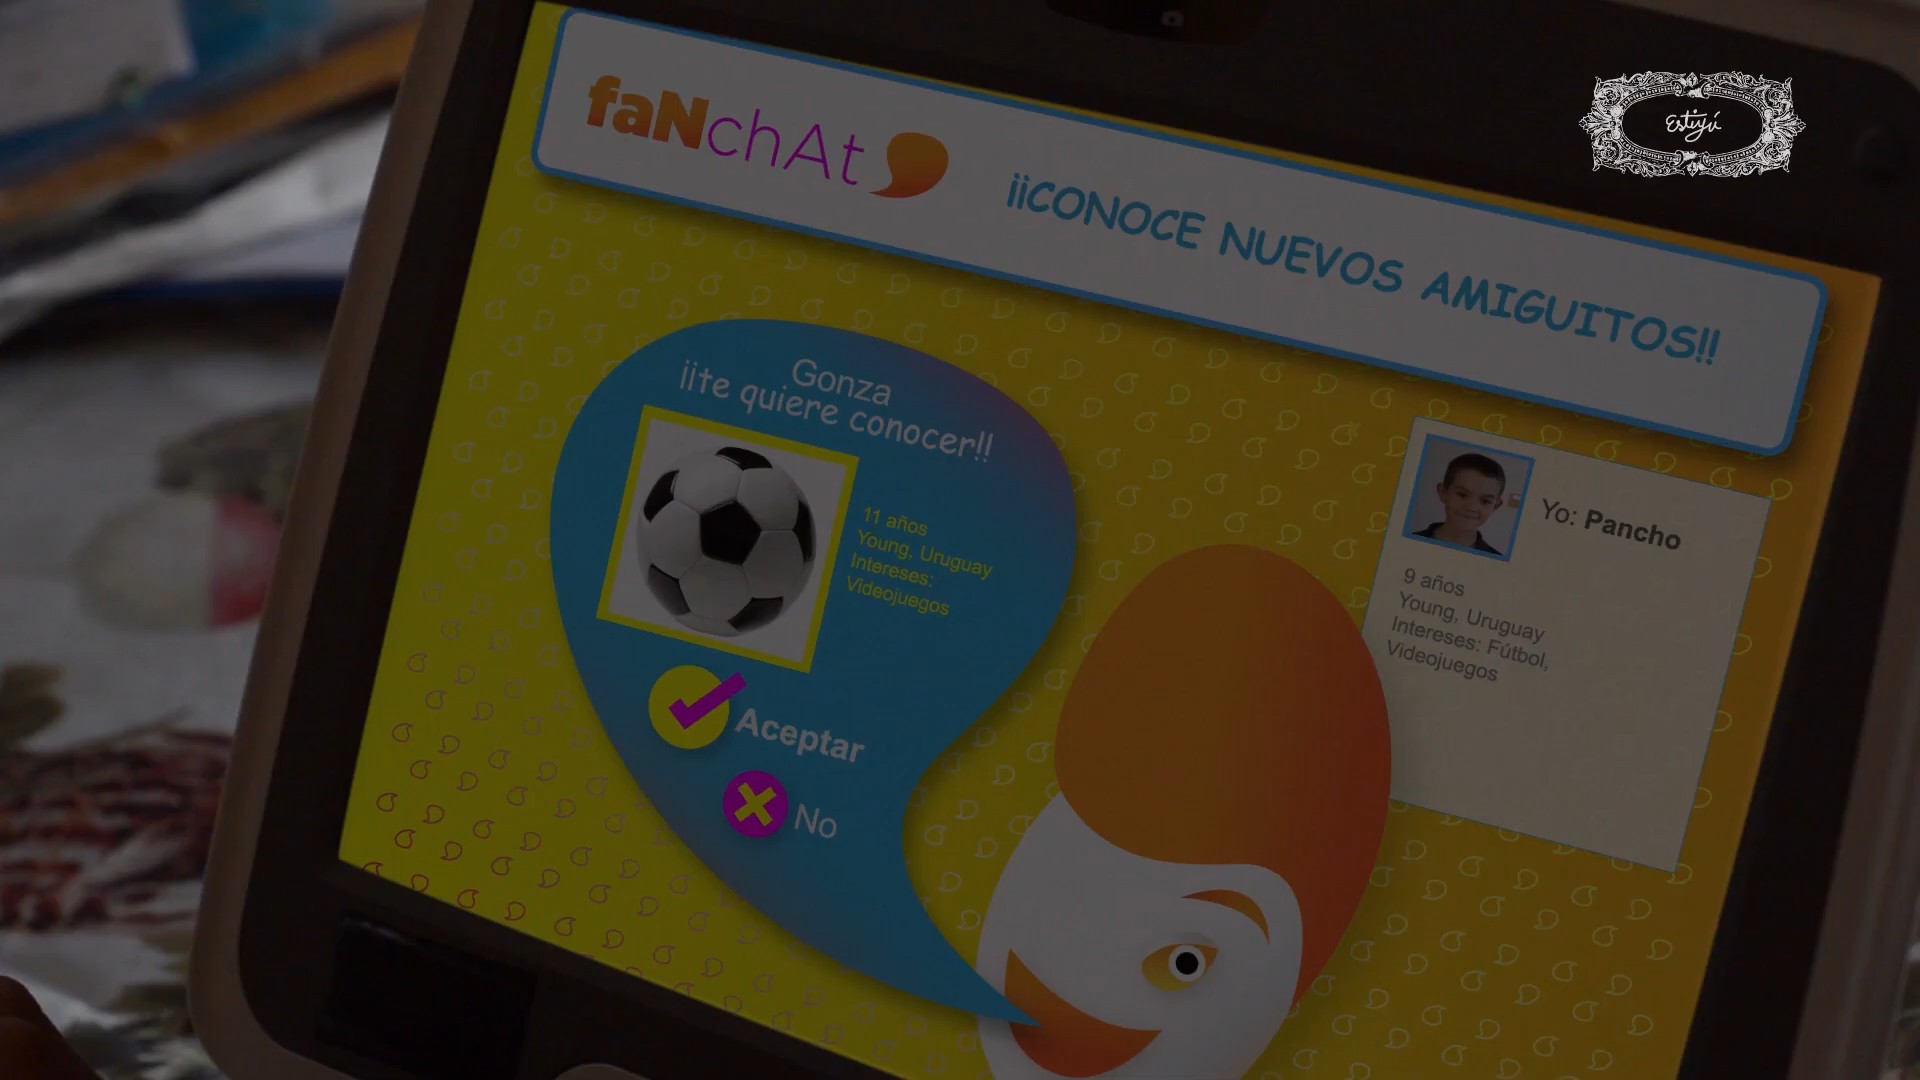 faNchAt
¡¡CONOCE NUEVOS AMIGUITOS!!
Estiyú
Gonza
¡¡te quiere conocer!!
11 años
Young, Uruguay
Intereses:
Videojuegos
Aceptar
No
Yo: Pancho
9 años
Young, Uruguay
Intereses: Fútbol,
Videojuegos